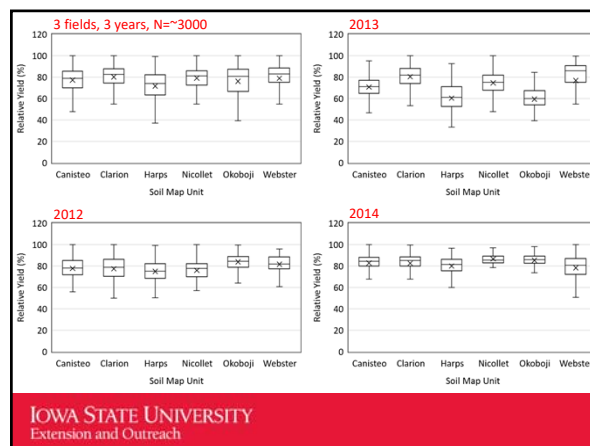 3 fields, 3 years, N=~3000
120
100
80
60
40
20
0
Relative Yield (%)
Canisteo Clarion Harps Nicollet Okoboji Webster
Soil Map Unit
2013
120
100
80
60
40
20
0
Relative Yield (%)
Canisteo Clarion Harps Nicollet Okoboji Webster
Soil Map Unit
2012
120
100
80
60
40
20
0
Relative Yield (%)
Canisteo Clarion Harps Nicollet Okoboji Webster
Soil Map Unit
2014
120
100
80
60
40
20
0
Relative Yield (%)
Canisteo Clarion Harps Nicollet Okoboji Webster
Soil Map Unit
IOWA STATE UNIVERSITY
Extension and Outreach